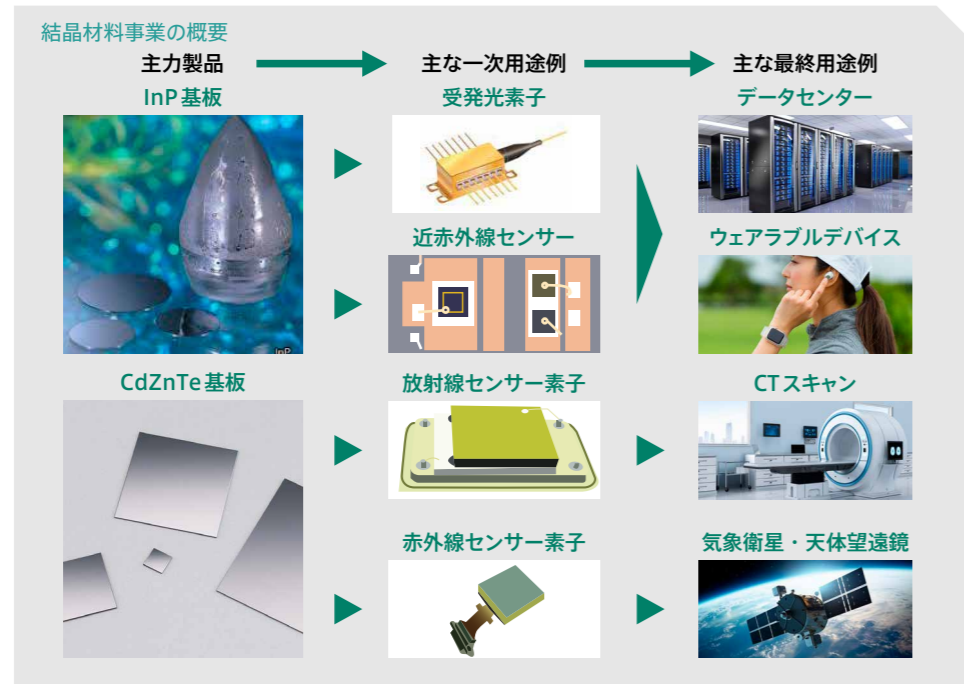 結晶材料事業の概要
主力製品
主な一次用途例
主な最終用途例
InP基板
受発光素子
データセンター
近赤外線センサー
ウェアラブルデバイス
InP
CdZnTe基板
放射線センサー素子
CTスキャン
赤外線センサー素子
気象衛星・天体望遠鏡